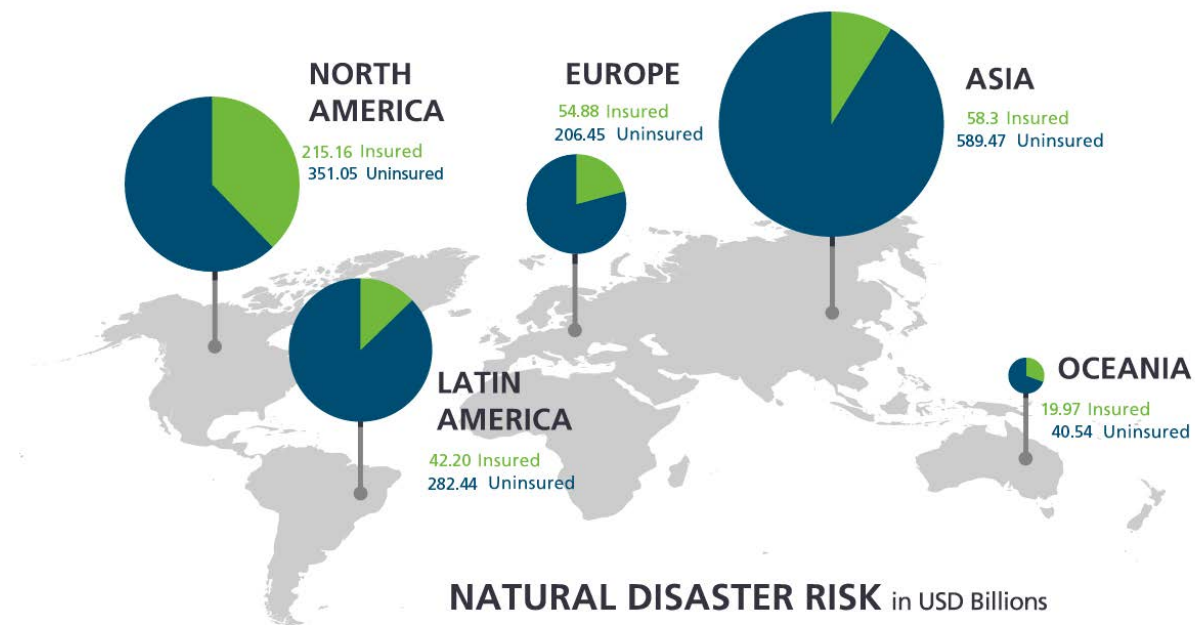 NORTH
AMERICA
215.16 Insured
351.05 Uninsured
EUROPE
54.88 Insured
206.45 Uninsured
ASIA
58.3 Insured
589.47 Uninsured
LATIN
AMERICA
42.20 Insured
282.44 Uninsured
OCEANIA
19.97 Insured
40.54 Uninsured
NATURAL DISASTER RISK in USD Billions